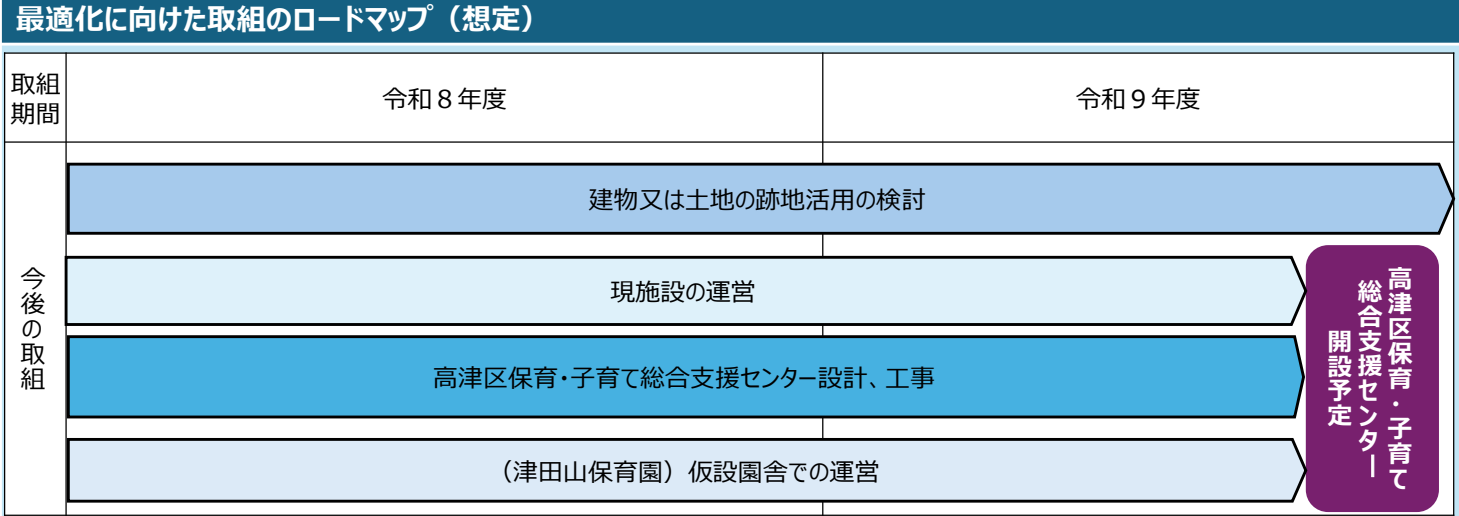 最適化に向けた取組のロードマップ（想定）
取組
期間
令和８年度
令和９年度
今後の取組
建物又は土地の跡地活用の検討
現施設の運営
高津区保育・子育て総合支援センター設計、工事
（津田山保育園）仮設園舎での運営
高津区保育・子育て
総合支援センター
開設予定